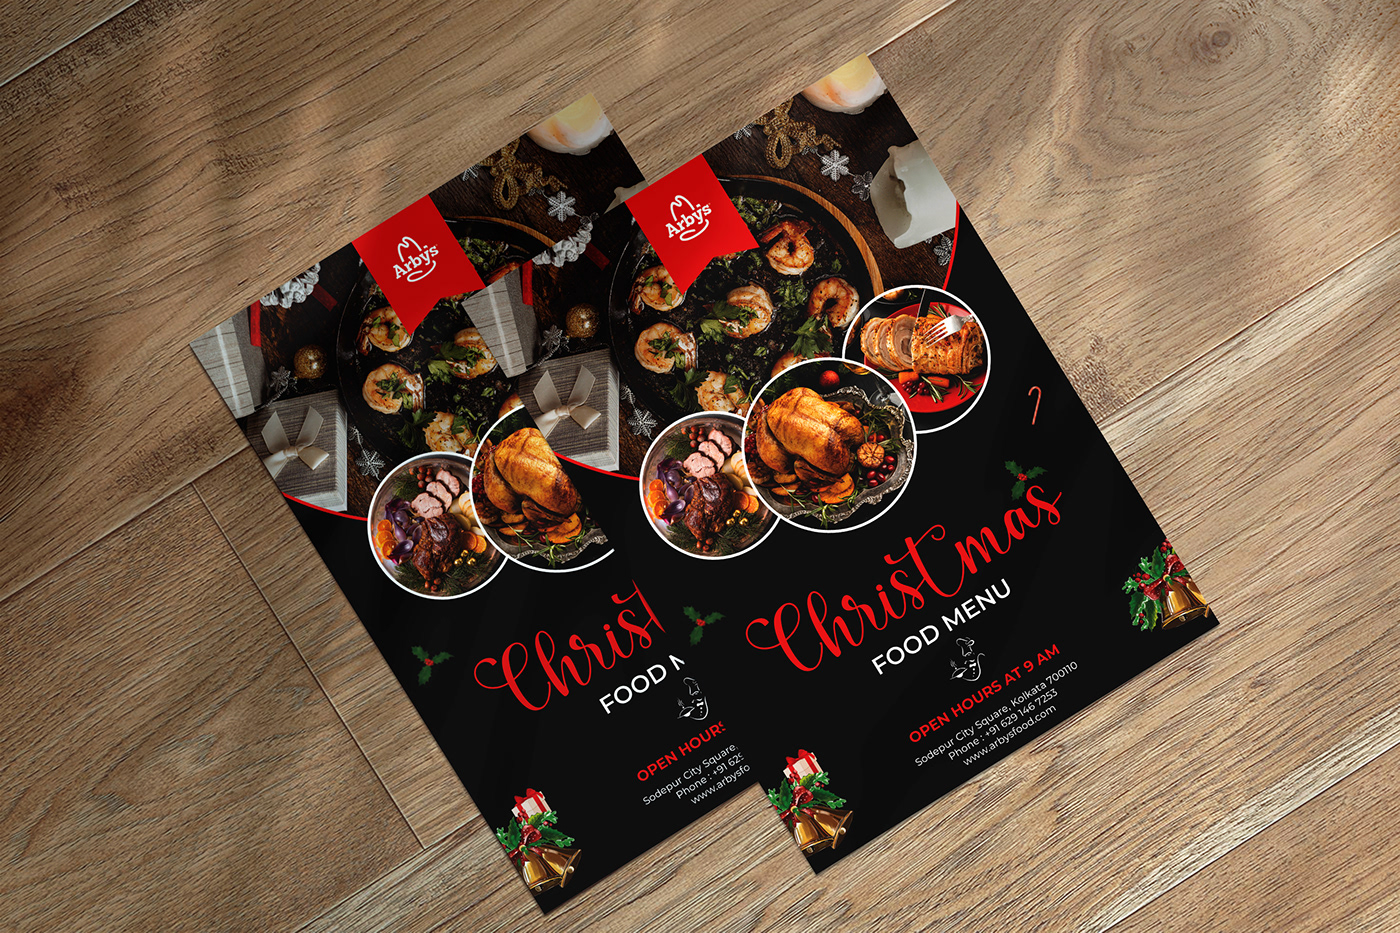 Arby's
Christ
FOOD M
OPEN HOURS
Sodepur City Square,
Phone : +91 629
www.arbysfo
Arby's
Christmas
FOOD MENU
OPEN HOURS AT 9 AM
Sodepur City Square, Kolkata 700110
Phone : +91 629 146 7253
www.arbysfood.com